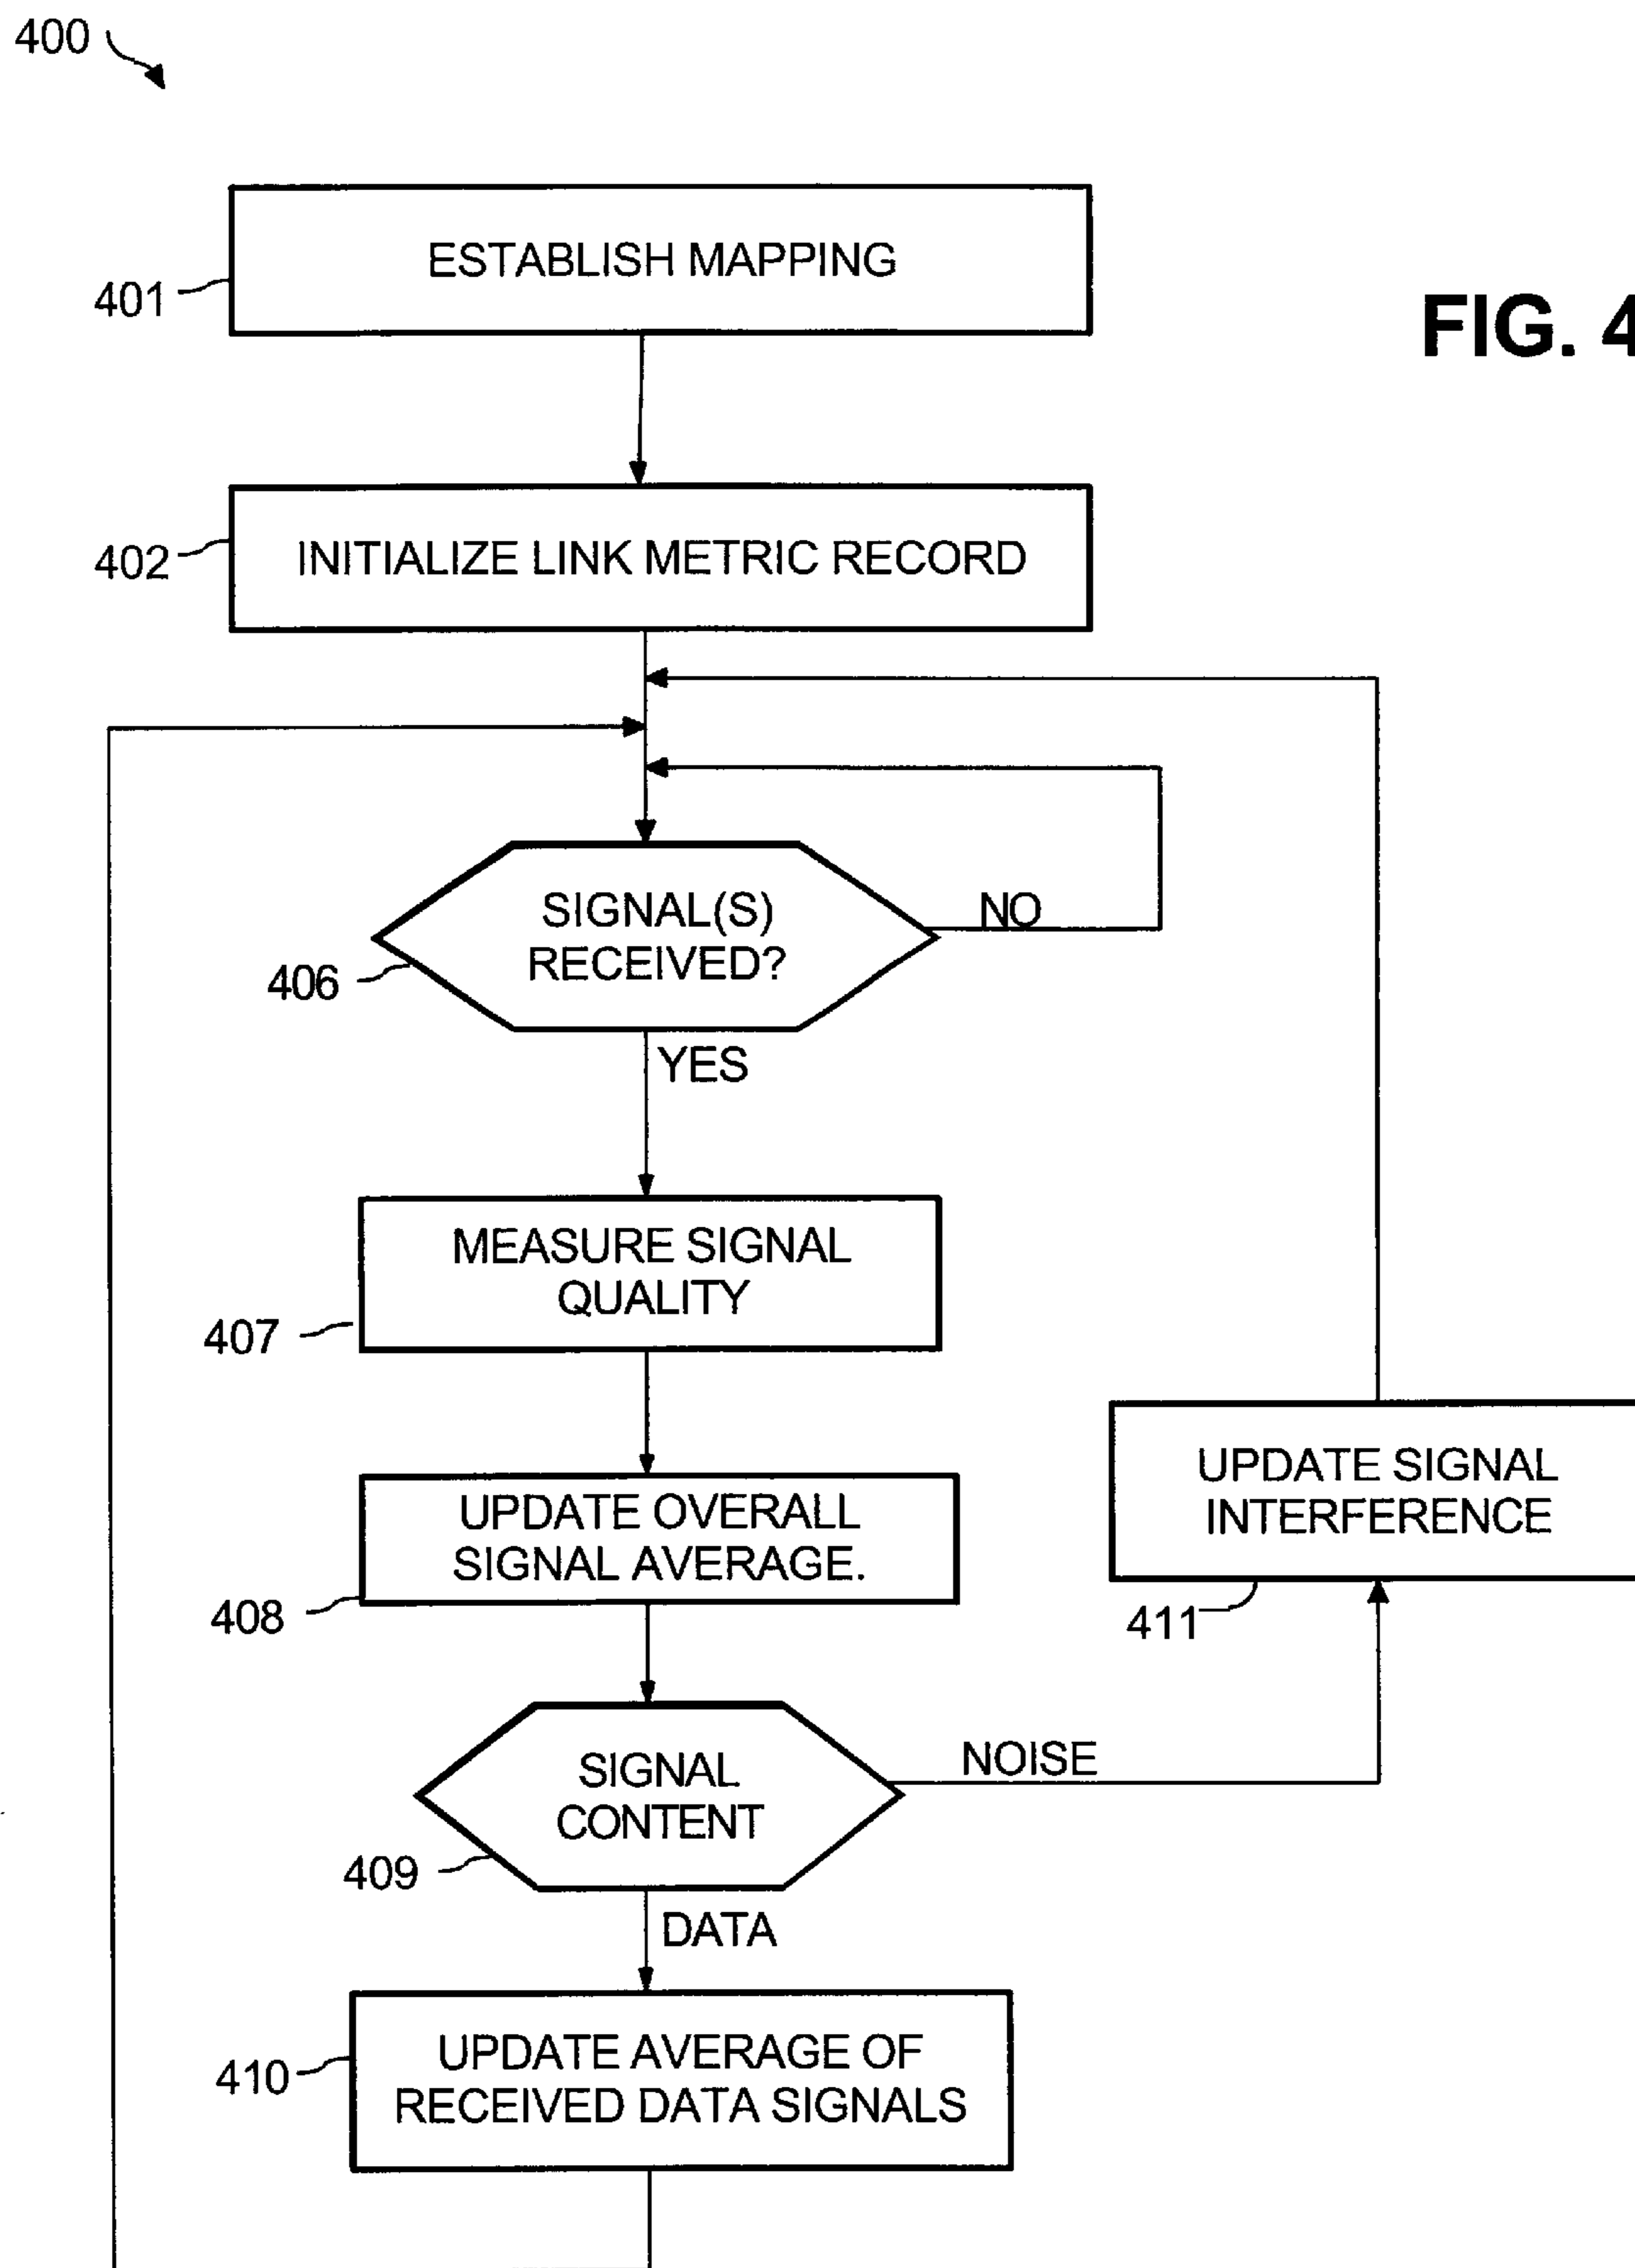 400
ESTABLISH MAPPING
401
FIG. 4
402
INITIALIZE LINK METRIC RECORD
SIGNAL(S)
RECEIVED?
NO
406
YES
MEASURE SIGNAL
QUALITY
407
UPDATE OVERALL
SIGNAL AVERAGE.
408
UPDATE SIGNAL
INTERFERENCE
411
SIGNAL
CONTENT
NOISE
409
DATA
UPDATE AVERAGE OF
RECEIVED DATA SIGNALS
410